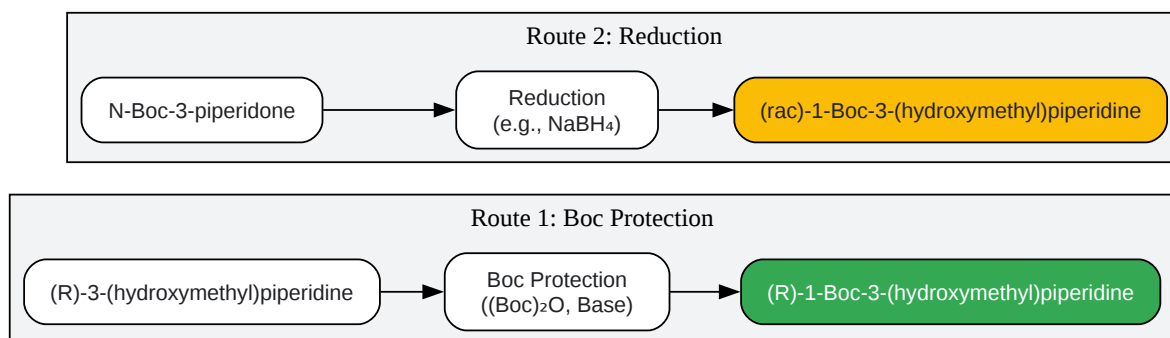 Route 2: Reduction
N-Boc-3-piperidone
Reduction
(e.g., NaBH₄)
(rac)-1-Boc-3-(hydroxymethyl)piperidine
Route 1: Boc Protection
(R)-3-(hydroxymethyl)piperidine
Boc Protection
((Boc)₂O, Base)
(R)-1-Boc-3-(hydroxymethyl)piperidine